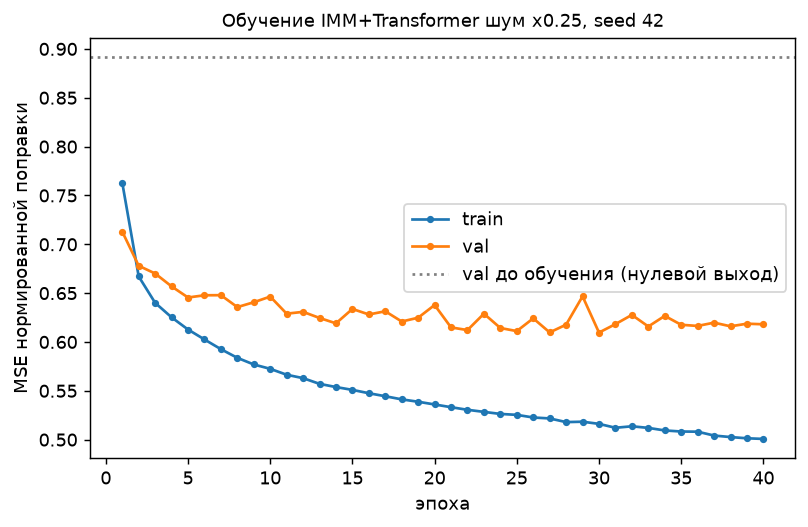 Обучение IMM+Transformer шум x0.25, seed 42
MSE нормированной поправки
0.90
0.85
0.80
0.75
0.70
0.65
0.60
0.55
0.50
train
val
val до обучения (нулевой выход)
0 5 10 15 20 25 30 35 40
эпоха